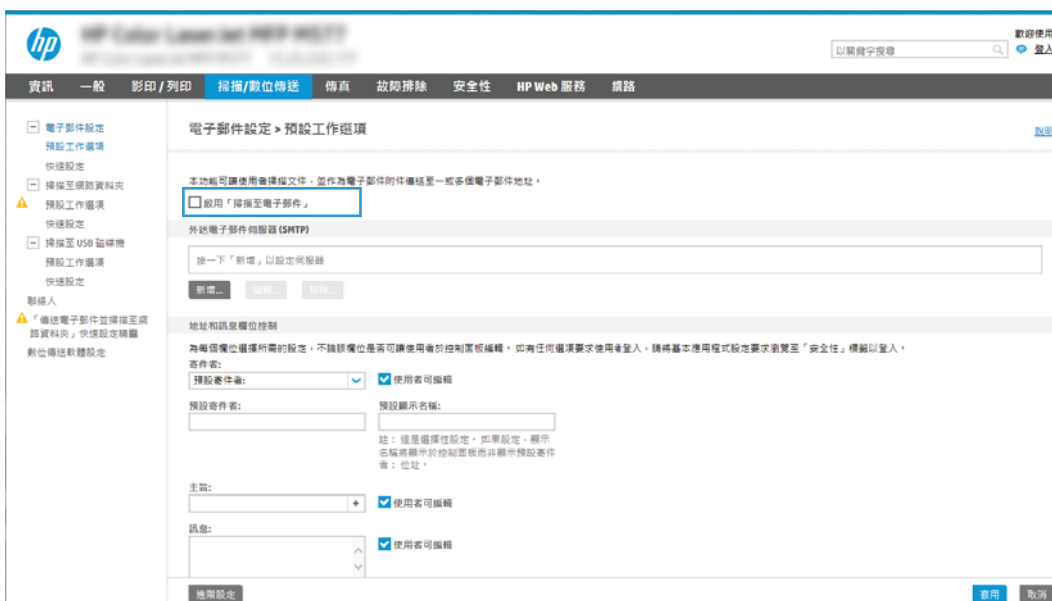 hp
歡迎使用
以關鍵字搜尋
登入
資訊 一般 影印 / 列印 掃描/數位傳送 傳真 故障排除 安全性 HP Web 服務 網路
電子郵件設定
預設工作選項
快速設定
掃描至網路資料夾
預設工作選項
快速設定
掃描至 USB 磁碟機
預設工作選項
快速設定
聯絡人
「傳送電子郵件並掃描至網
路資料夾」快速設定精靈
數位傳送軟體設定
電子郵件設定 > 預設工作選項
說明
本功能可讓使用者掃描文件，並作為電子郵件附件傳送至一或多個電子郵件地址。
啟用「掃描至電子郵件」
外送電子郵件伺服器 (SMTP)
按一下「新增」以設定伺服器
新增... 編輯... 移除...
地址和訊息欄位控制
為每個欄位選擇所需的設定，不論該欄位是否可讓使用者於控制面板編輯。如有任何選項要求使用者登入，請將基本應用程式設定要求瀏覽至「安全性」標籤以登入。
寄件者:
預設寄件者: 使用者可編輯
預設寄件者: 預設顯示名稱:
註： 這是選擇性設定。如果設定，顯示
名稱將顯示於控制面板而非顯示預設寄件
者： 位址。
主旨:
使用者可編輯
訊息:
使用者可編輯
進階設定 套用 取消